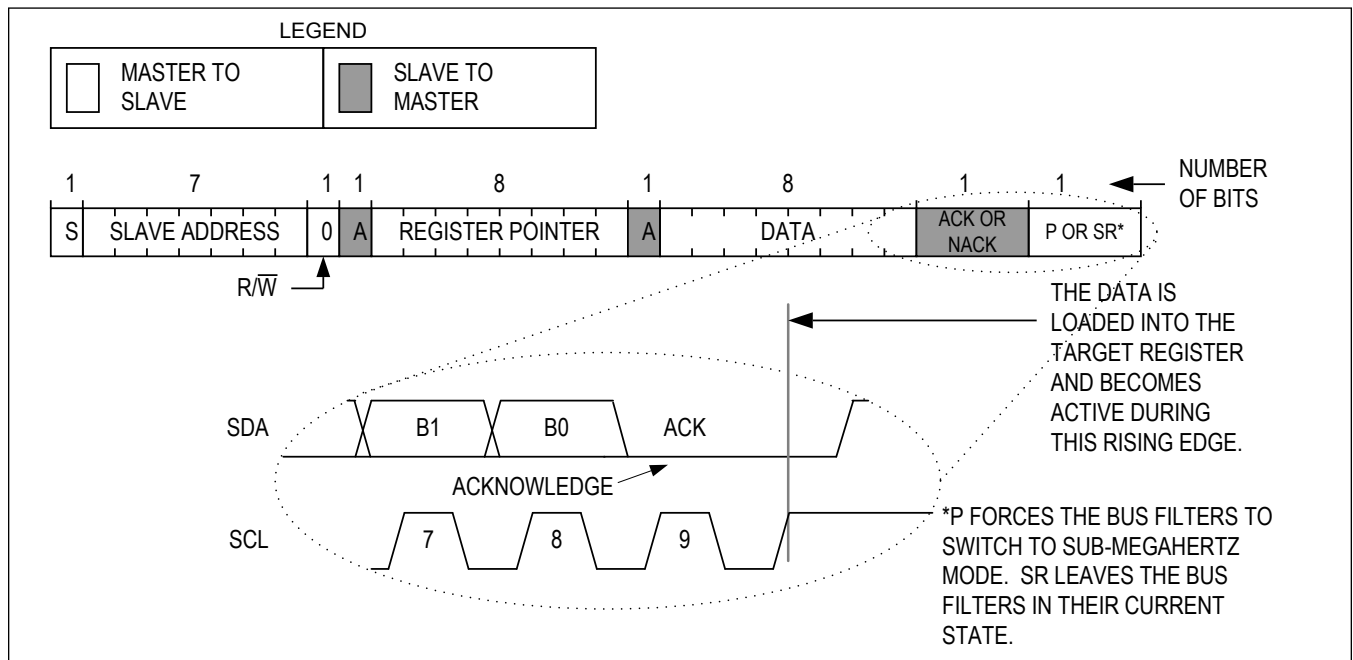 LEGEND
MASTER TO
SLAVE
SLAVE TO
MASTER
1 7 1 1 8 1 8 1 1
NUMBER
OF BITS
S SLAVE ADDRESS 0 A REGISTER POINTER A DATA ACK OR
NACK P OR SR*
R/W̅
THE DATA IS
LOADED INTO THE
TARGET REGISTER
AND BECOMES
ACTIVE DURING
THIS RISING EDGE.
SDA B1 B0 ACK
ACKNOWLEDGE
SCL 7 8 9
*P FORCES THE BUS FILTERS TO
SWITCH TO SUB-MEGAHERTZ
MODE. SR LEAVES THE BUS
FILTERS IN THEIR CURRENT
STATE.